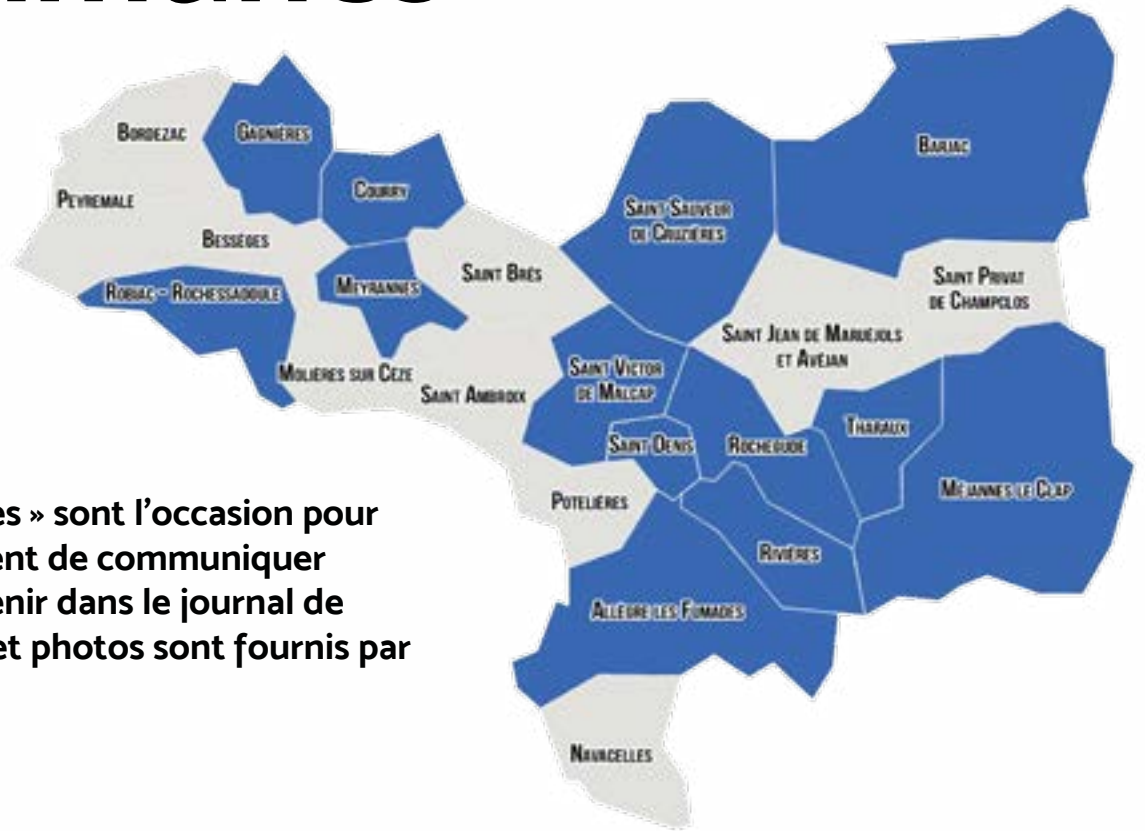 BORDEZAC
GAGNIÈRES
PEYREMALE
COURRY
BESSÈGES
ROBIAC - ROCHESSADOULE
MEYRANNES
SAINT BRÈS
MOLIÈRES SUR CÈZE
SAINT AMBROIX
SAINT SAUVEUR
DE CRUZIÈRES
BARJAC
SAINT PRIVAT
DE CHAMPCLOS
SAINT JEAN DE MARUÉJOLS
ET AVÉJAN
SAINT VICTOR
DE MALCAP
SAINT DENIS
ROCHEGUDE
THARAUX
MÉJANNES LE CLAP
POTELIÈRES
RIVIÈRES
ALLÈGRE LES FUMADES
NAVACELLES
es » sont l'occasion pour
ent de communiquer
enir dans le journal de
et photos sont fournis par